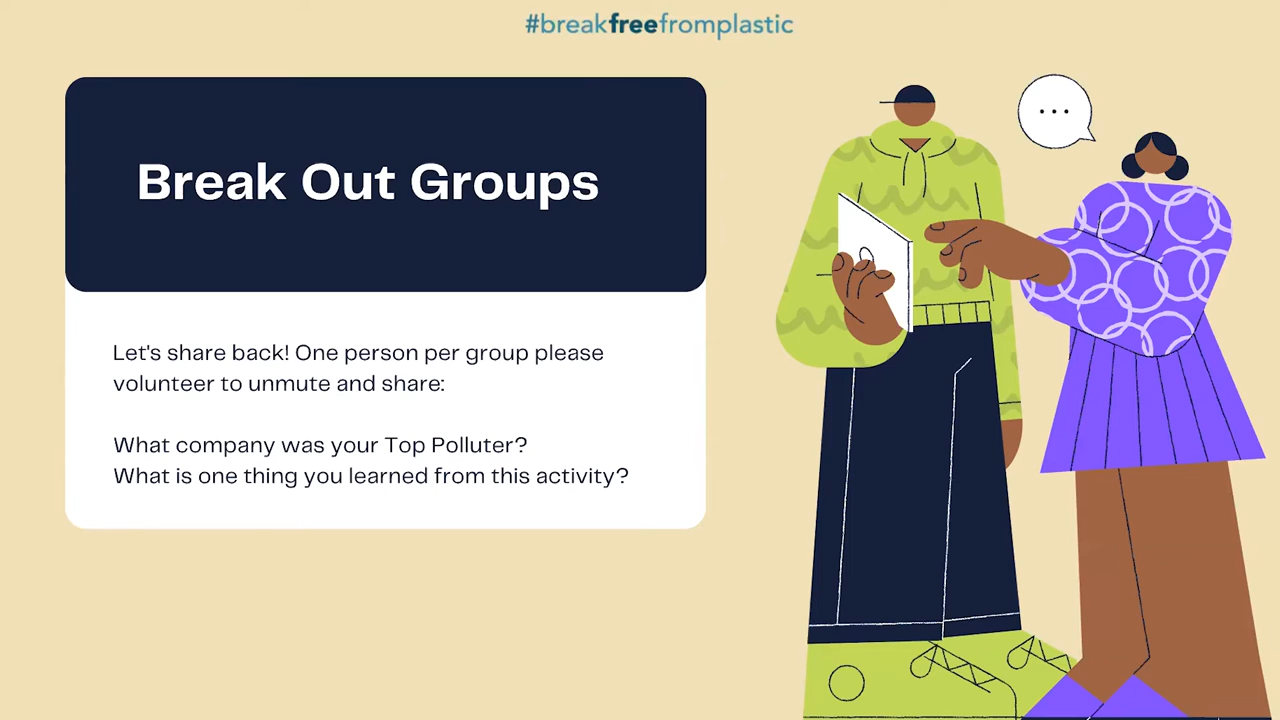 #breakfreefromplastic
Break Out Groups
Let's share back! One person per group please
volunteer to unmute and share:
What company was your Top Polluter?
What is one thing you learned from this activity?